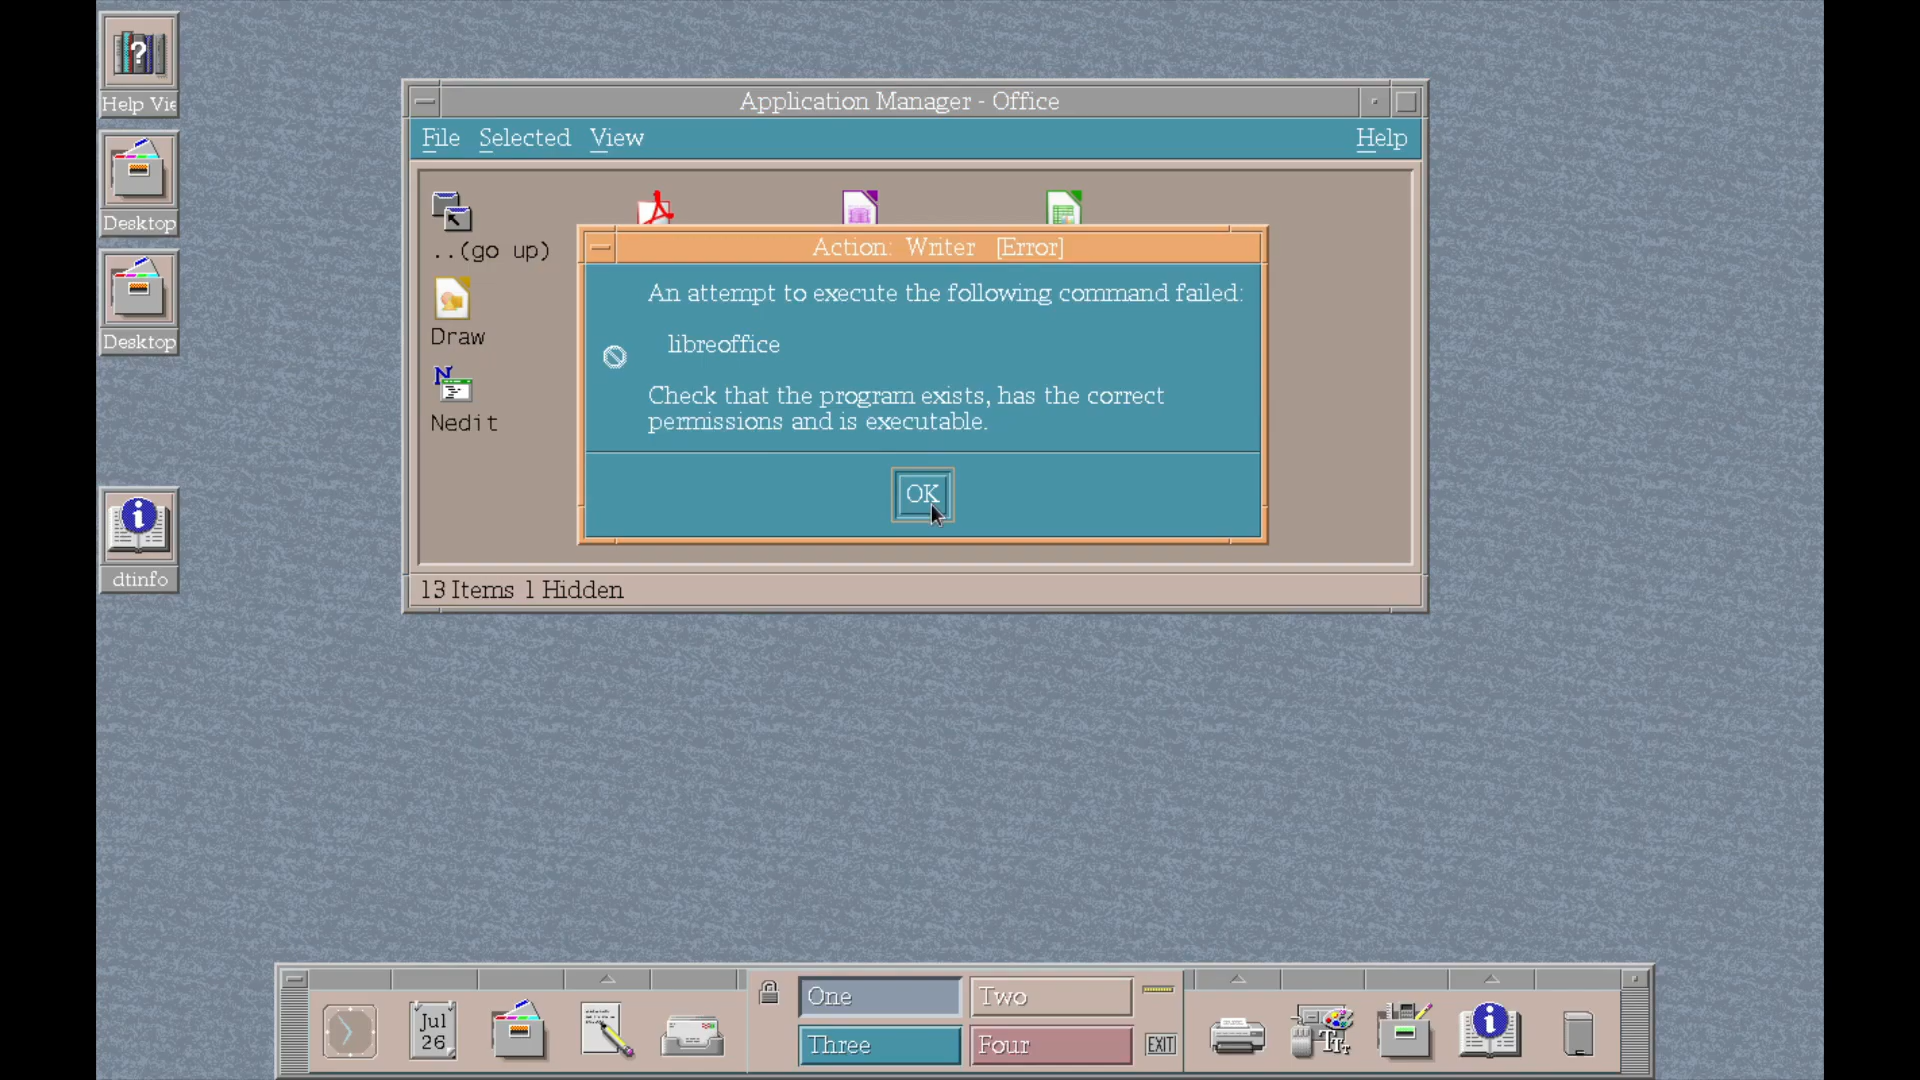 Help Vie
Desktop
Desktop
dtinfo
Application Manager - Office
File Selected View Help
..(go up)
Draw
Nedit
Action: Writer [Error]
An attempt to execute the following command failed:
libreoffice
Check that the program exists, has the correct
permissions and is executable.
OK
13 Items 1 Hidden
Jul
26
One
Two
Three
Four
EXIT